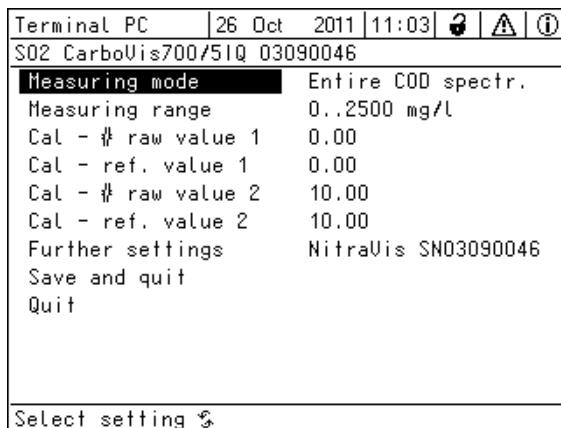 Terminal PC 26 Oct 2011 11:03
S02 CarboVis700/5IQ 03090046
Measuring mode Entire COD spectr.
Measuring range 0..2500 mg/l
Cal - # raw value 1 0.00
Cal - ref. value 1 0.00
Cal - # raw value 2 10.00
Cal - ref. value 2 10.00
Further settings NitraVis SN03090046
Save and quit
Quit
Select setting